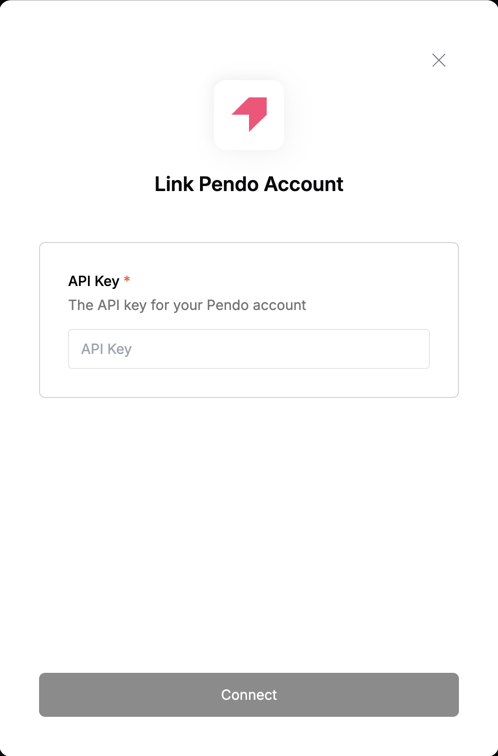 Link Pendo Account
API Key *
The API key for your Pendo account
API Key
Connect